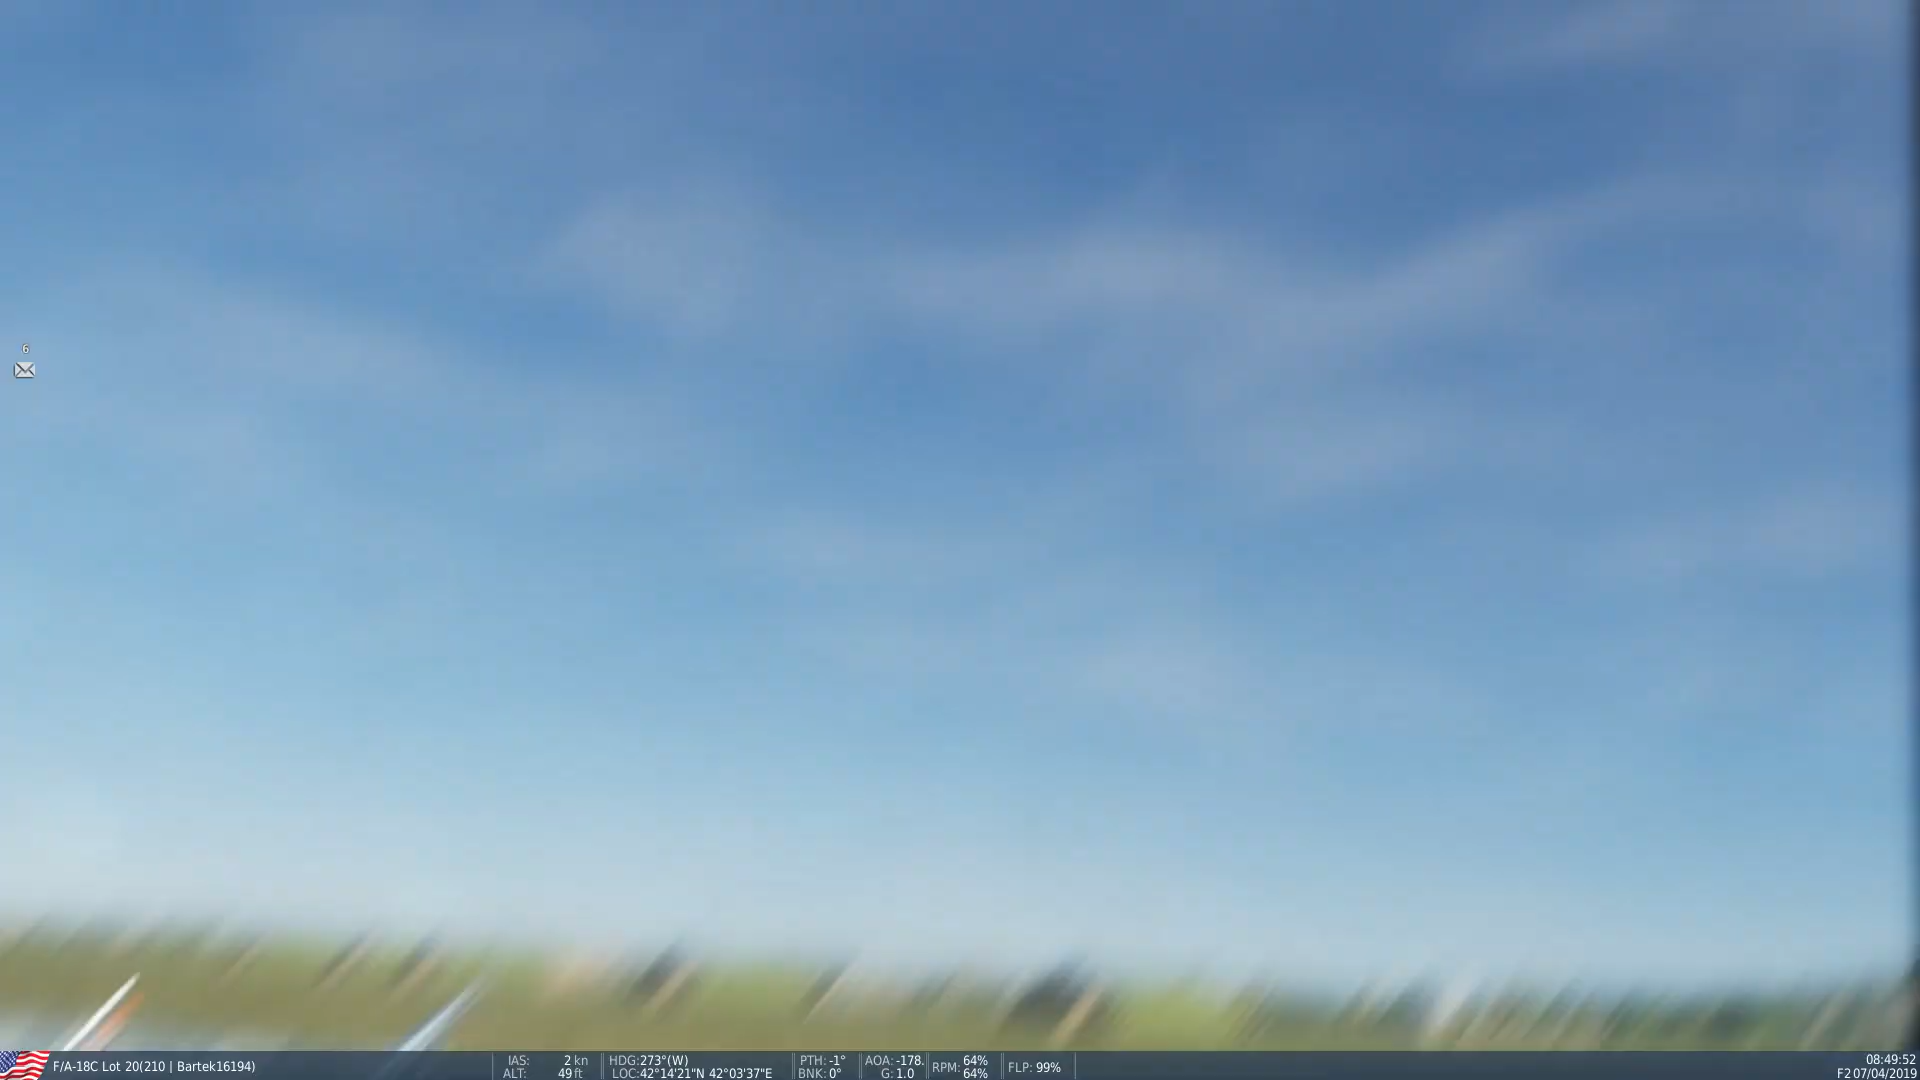 6
F/A-18C Lot 20(210 | Bartek16194)
IAS: 2 kn
ALT: 49 ft
HDG:273°(W)
LOC:42°14'21"N 42°03'37"E
PTH: -1°
BNK: 0°
AOA: -178.
G: 1.0
RPM: 64%
64%
FLP: 99%
08:49:52
F2 07/04/2019